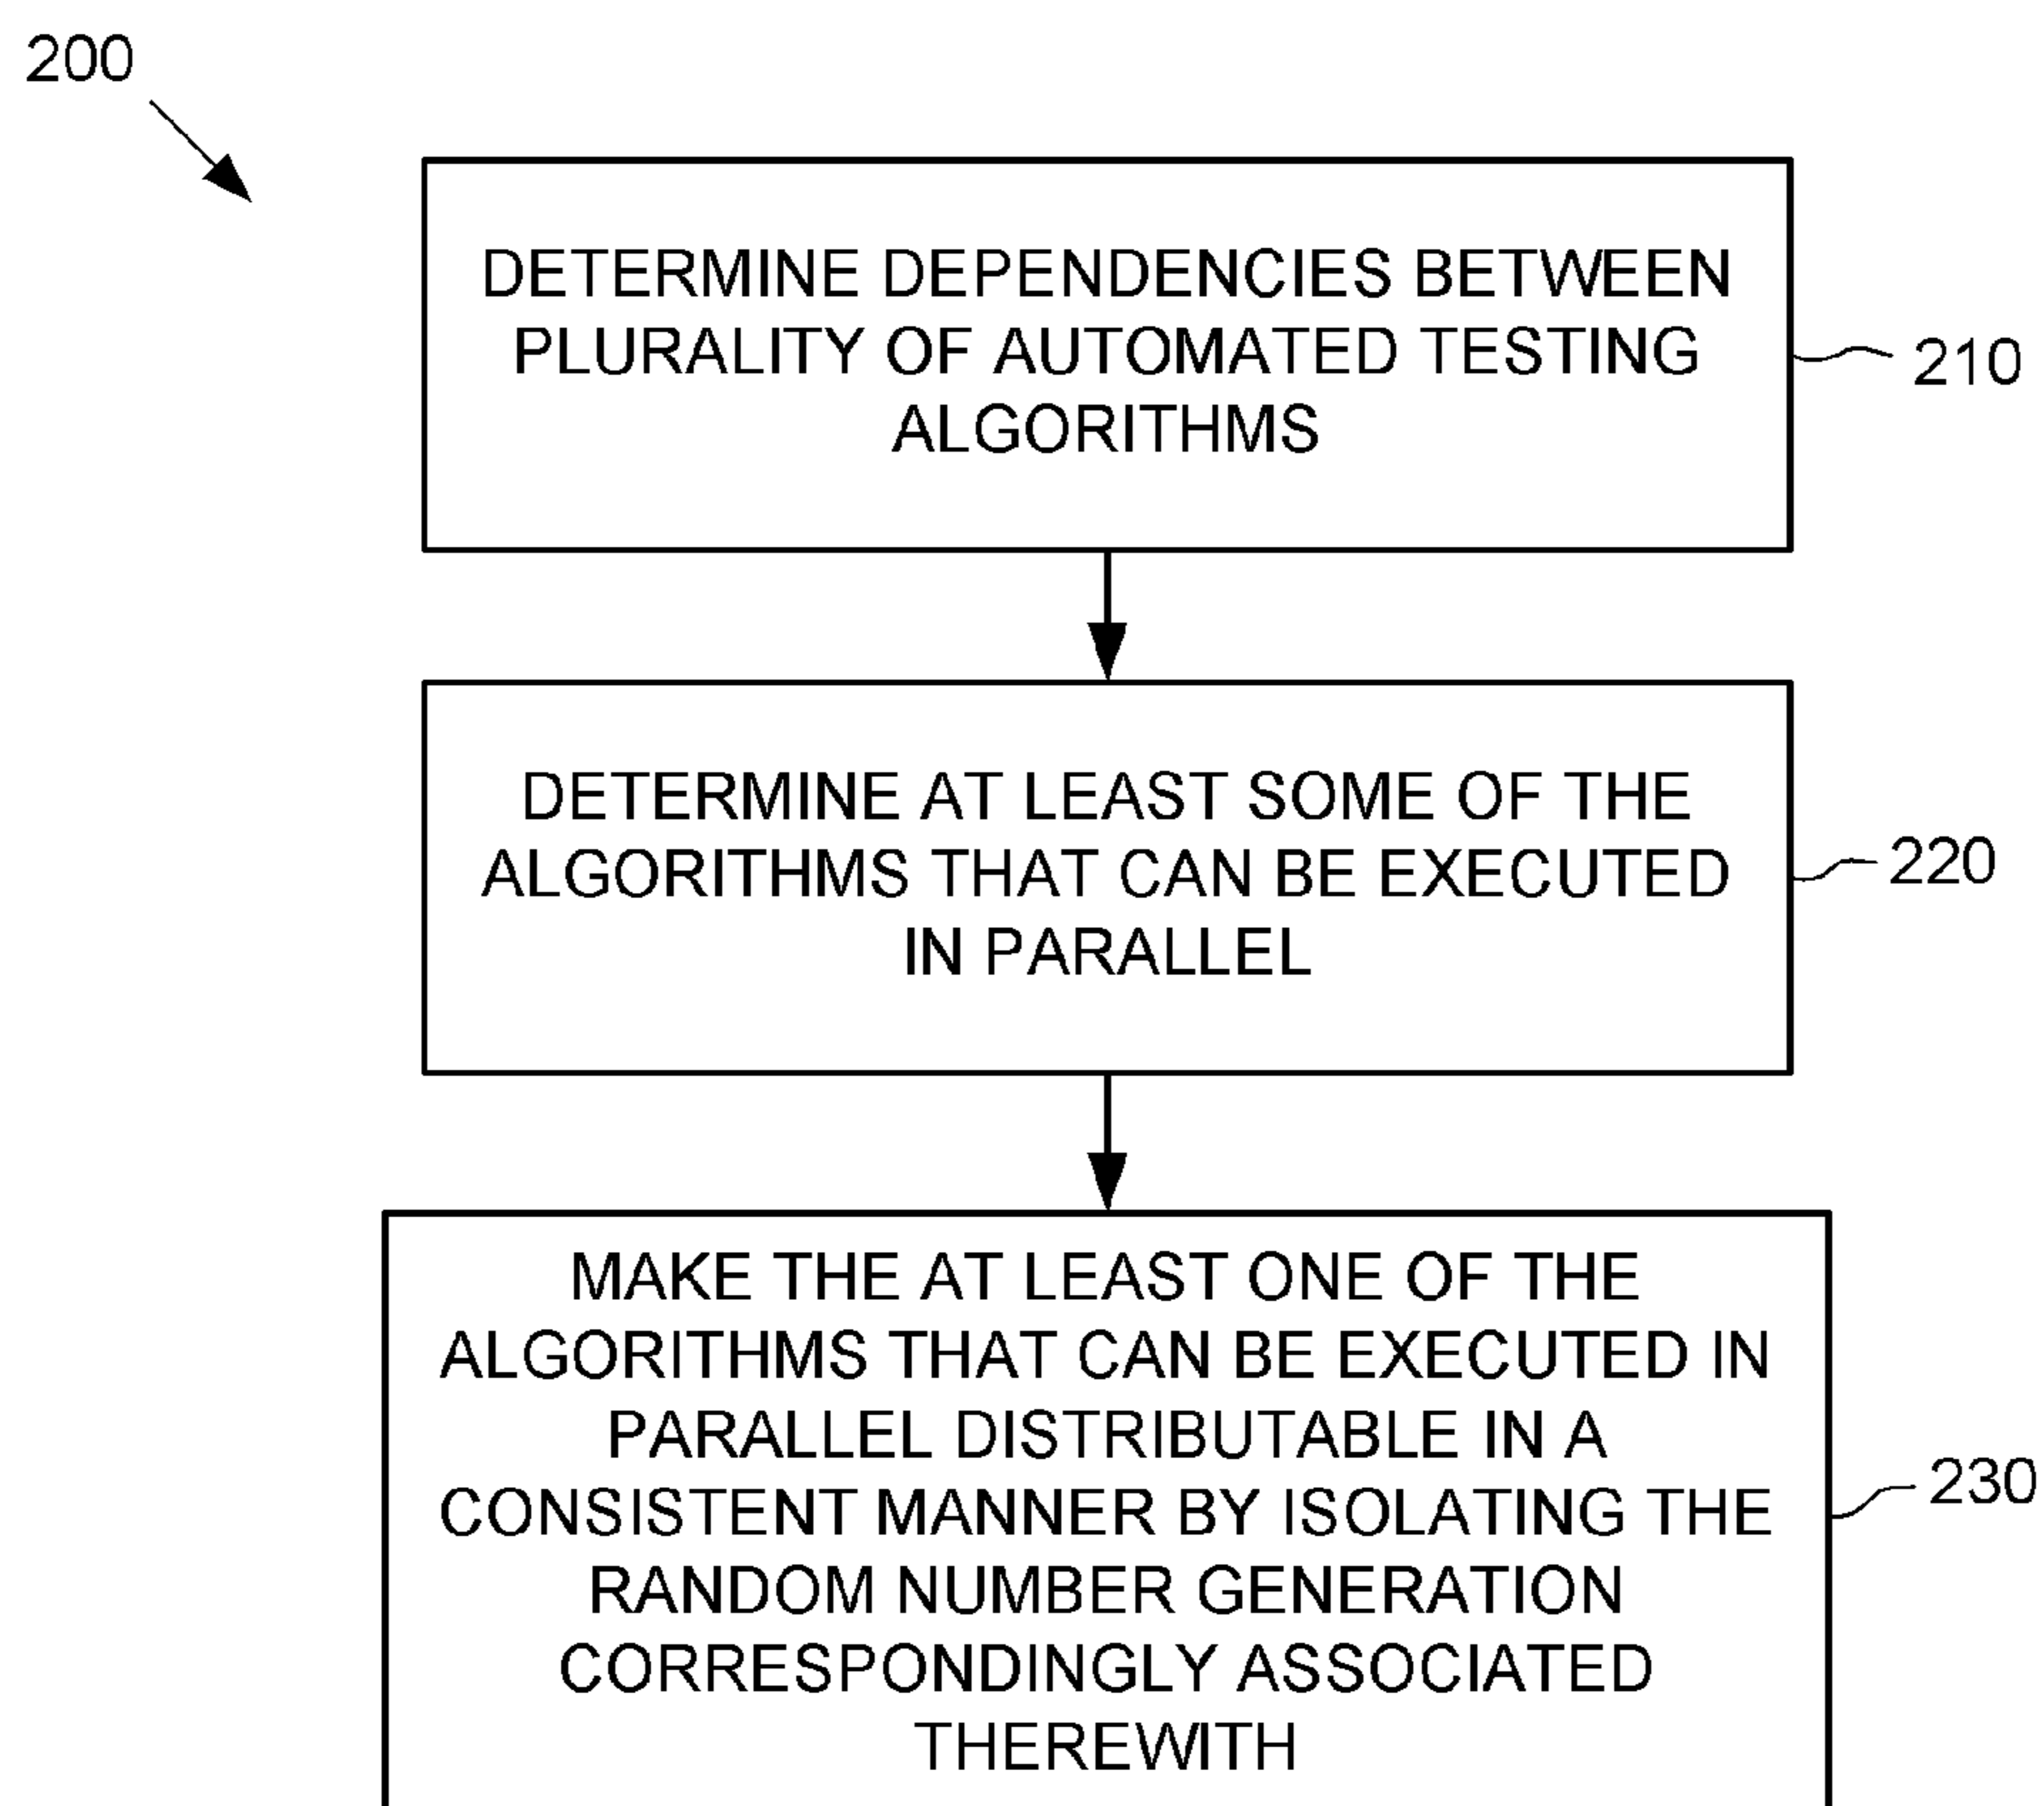 200
DETERMINE DEPENDENCIES BETWEEN
PLURALITY OF AUTOMATED TESTING
ALGORITHMS
210
DETERMINE AT LEAST SOME OF THE
ALGORITHMS THAT CAN BE EXECUTED
IN PARALLEL
220
MAKE THE AT LEAST ONE OF THE
ALGORITHMS THAT CAN BE EXECUTED IN
PARALLEL DISTRIBUTABLE IN A
CONSISTENT MANNER BY ISOLATING THE
RANDOM NUMBER GENERATION
CORRESPONDINGLY ASSOCIATED
THEREWITH
230